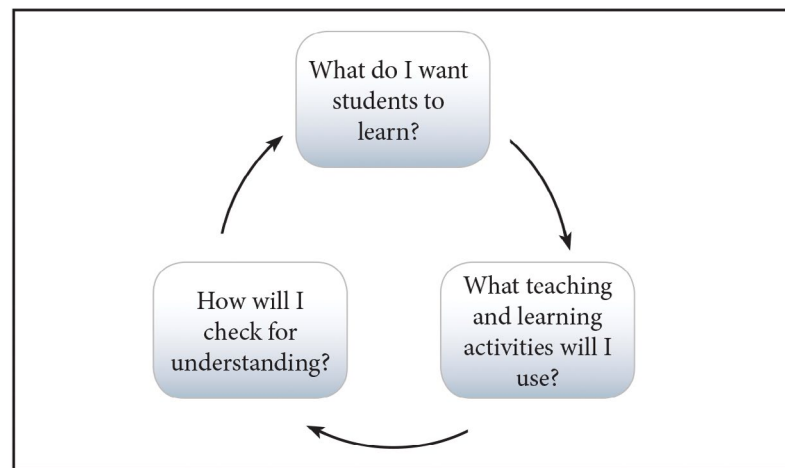 What do I want
students to
learn?
What teaching
and learning
activities will I
use?
How will I
check for
understanding?